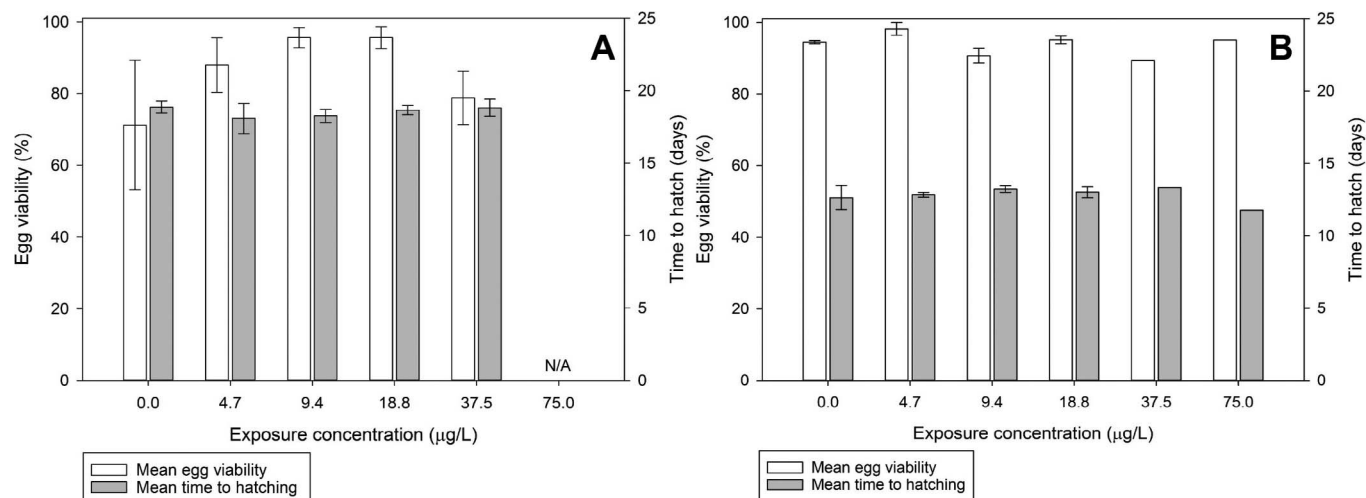 A
100
80
60
40
20
0
Egg viability (%)
25
20
15
10
5
0
Time to hatch (days)
N/A
0.0 4.7 9.4 18.8 37.5 75.0
Exposure concentration (μg/L)
Mean egg viability
Mean time to hatching
B
100
80
60
40
20
0
Egg viability (%)
25
20
15
10
5
0
Time to hatch (days)
0.0 4.7 9.4 18.8 37.5 75.0
Exposure concentration (μg/L)
Mean egg viability
Mean time to hatching